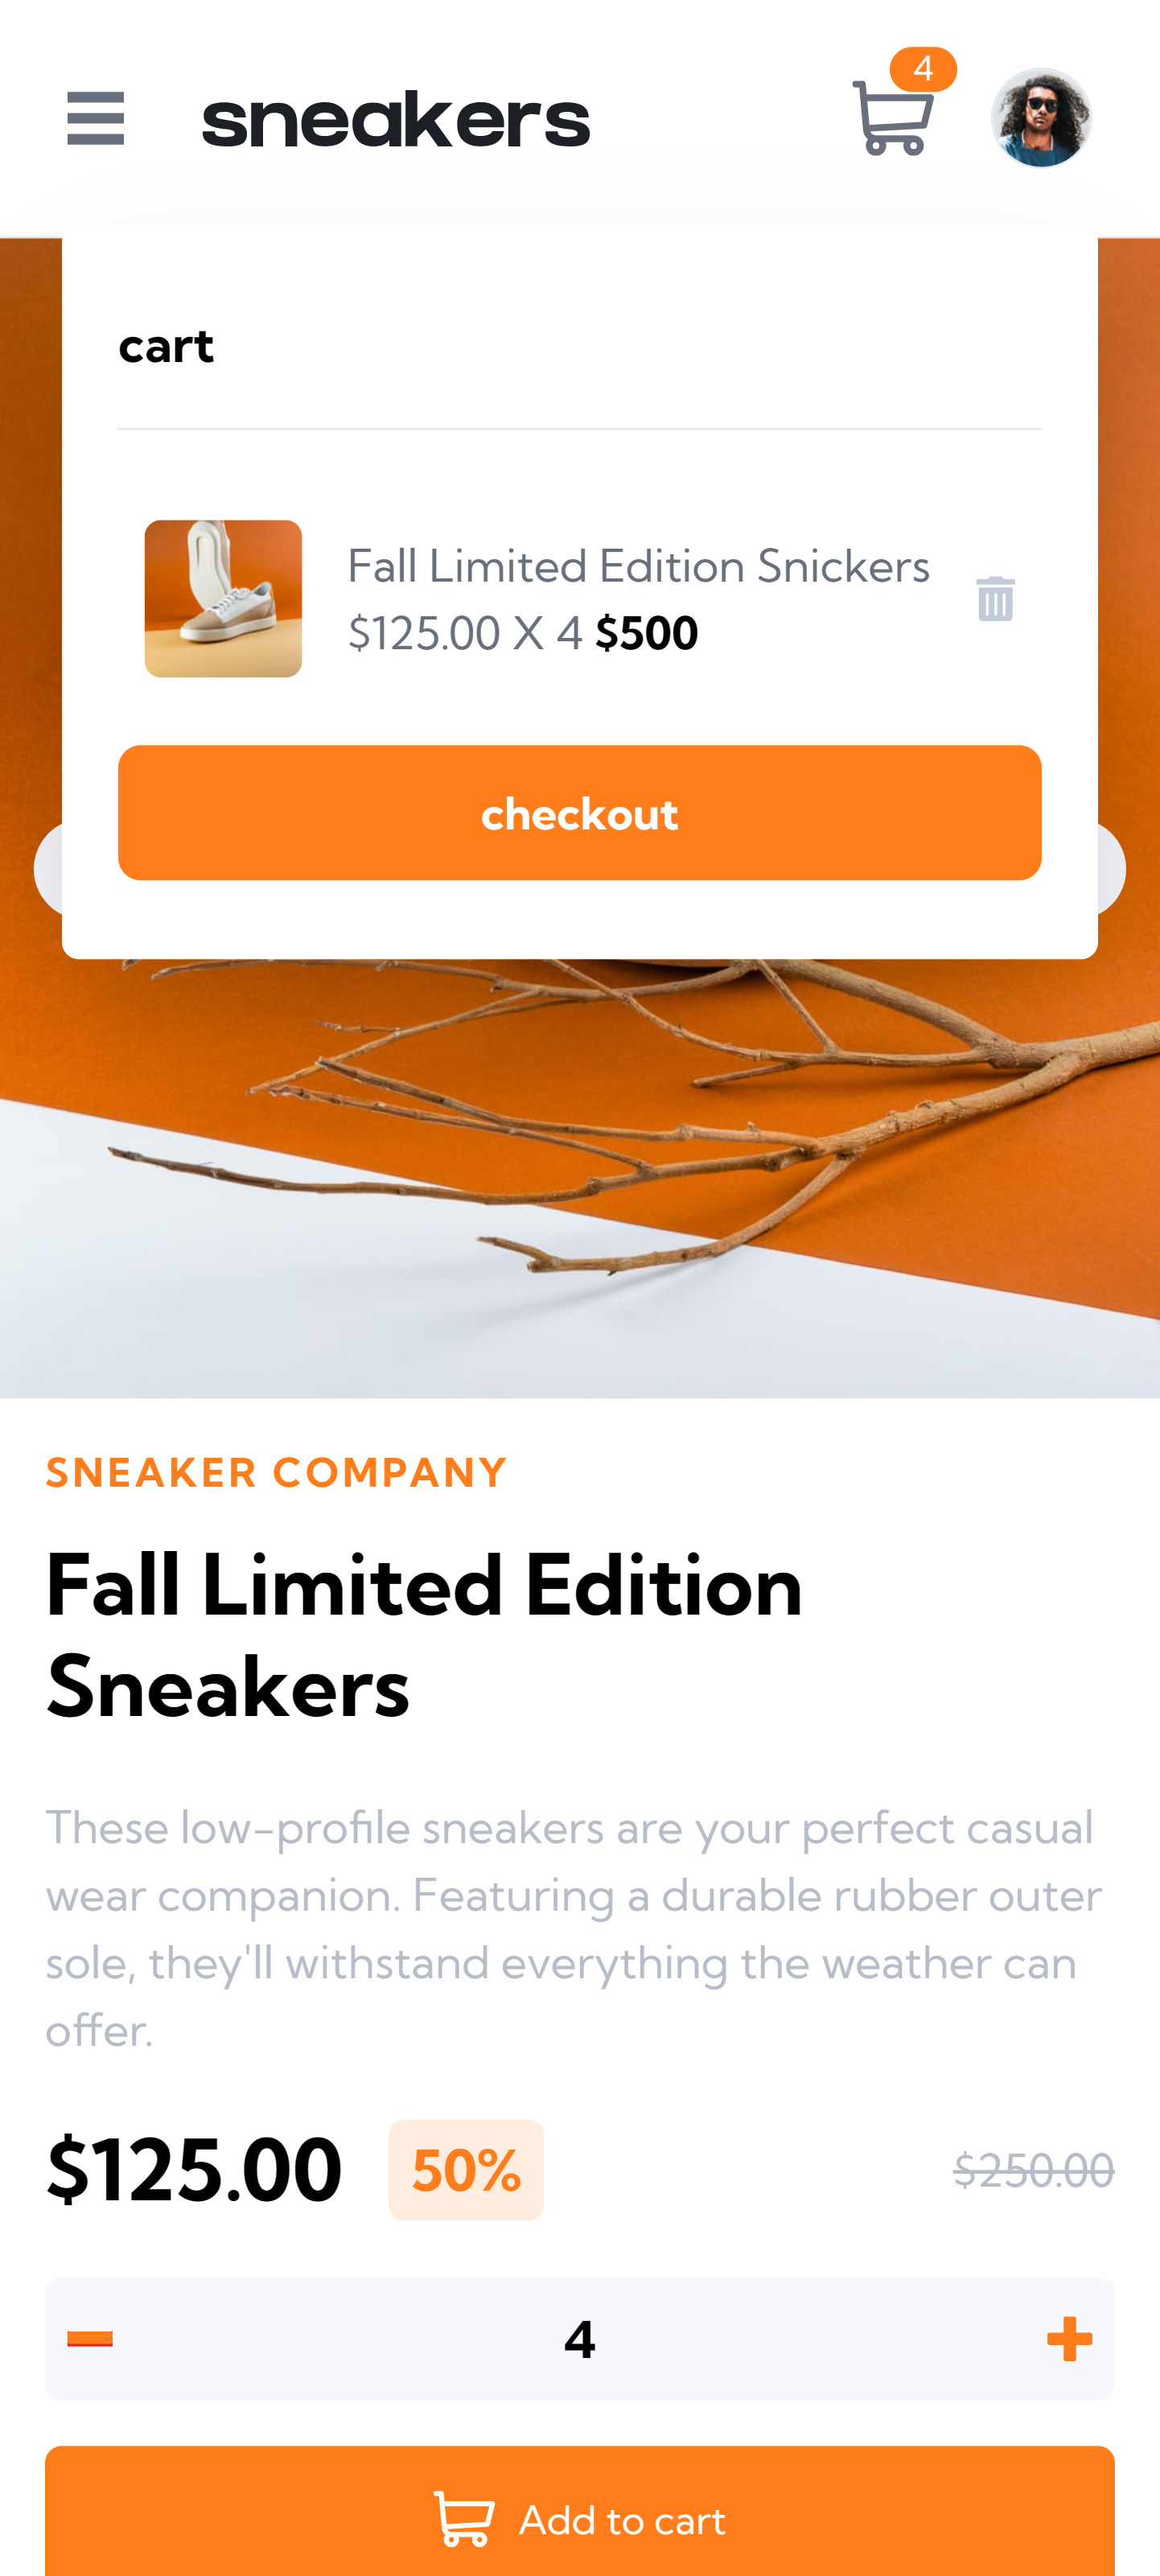 sneakers
4
cart
Fall Limited Edition Snickers
$125.00 X 4 $500
checkout
SNEAKER COMPANY
Fall Limited Edition
Sneakers
These low-profile sneakers are your perfect casual
wear companion. Featuring a durable rubber outer
sole, they'll withstand everything the weather can
offer.
$125.00 50% $250.00
4
Add to cart